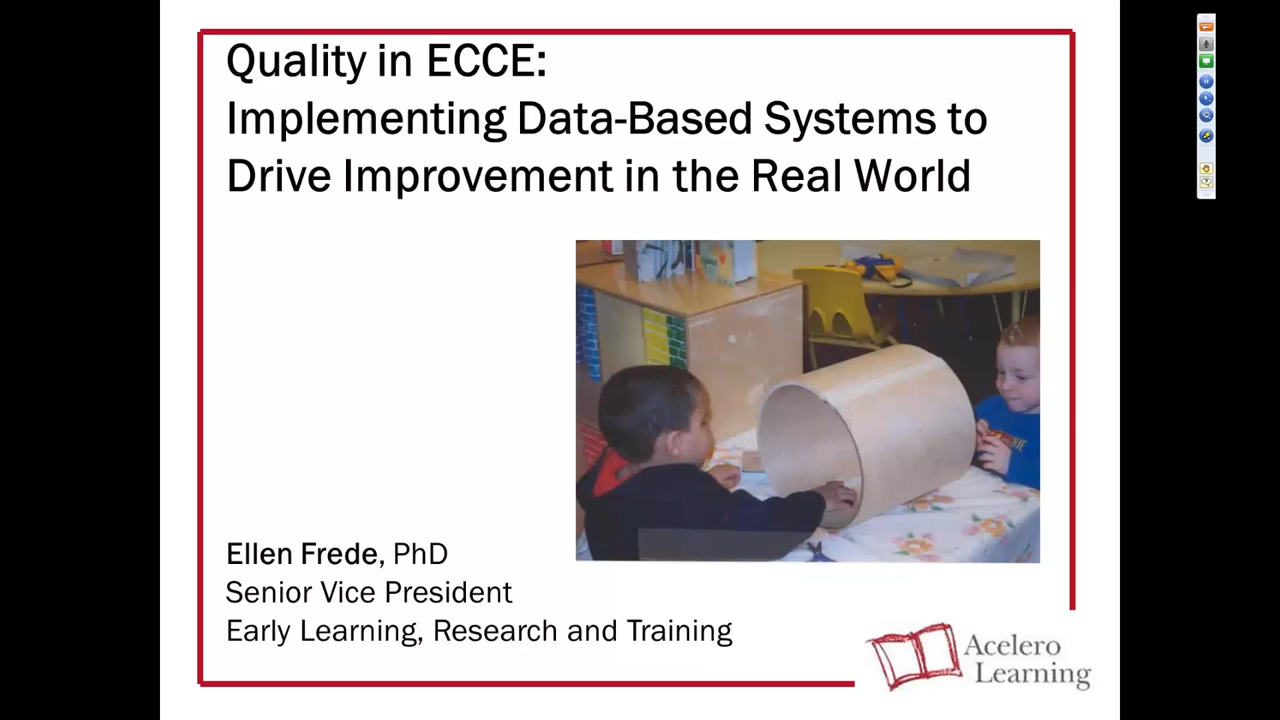 Quality in ECCE:
Implementing Data-Based Systems to
Drive Improvement in the Real World
Ellen Frede, PhD
Senior Vice President
Early Learning, Research and Training
Acelero
Learning